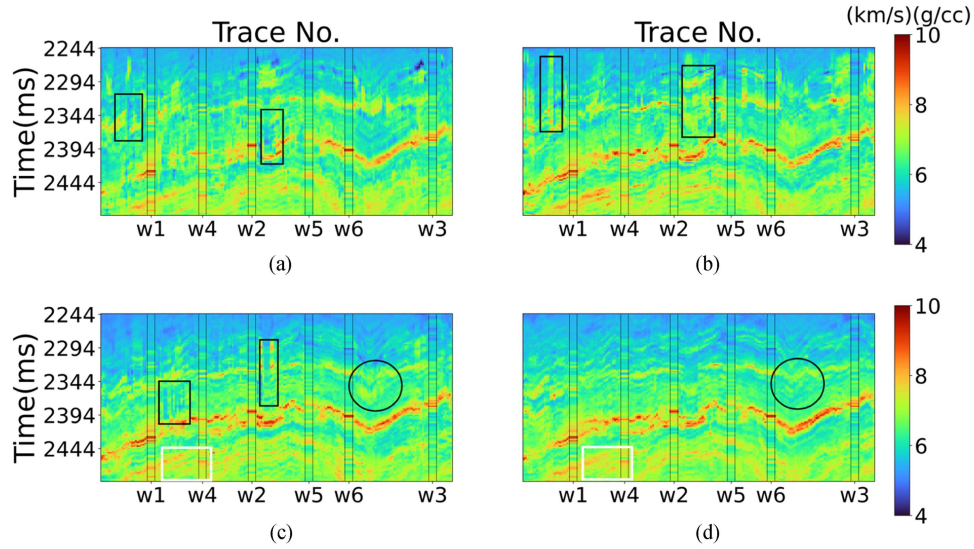 (a)
Trace No.
(b)
Trace No.
(km/s)(g/cc)
Time(ms)
2244
2294
2344
2394
2444
w1 w4 w2 w5 w6 w3
w1 w4 w2 w5 w6 w3
10
8
6
4
(a)
(b)
Time(ms)
2244
2294
2344
2394
2444
w1 w4 w2 w5 w6 w3
w1 w4 w2 w5 w6 w3
10
8
6
4
(c)
(d)